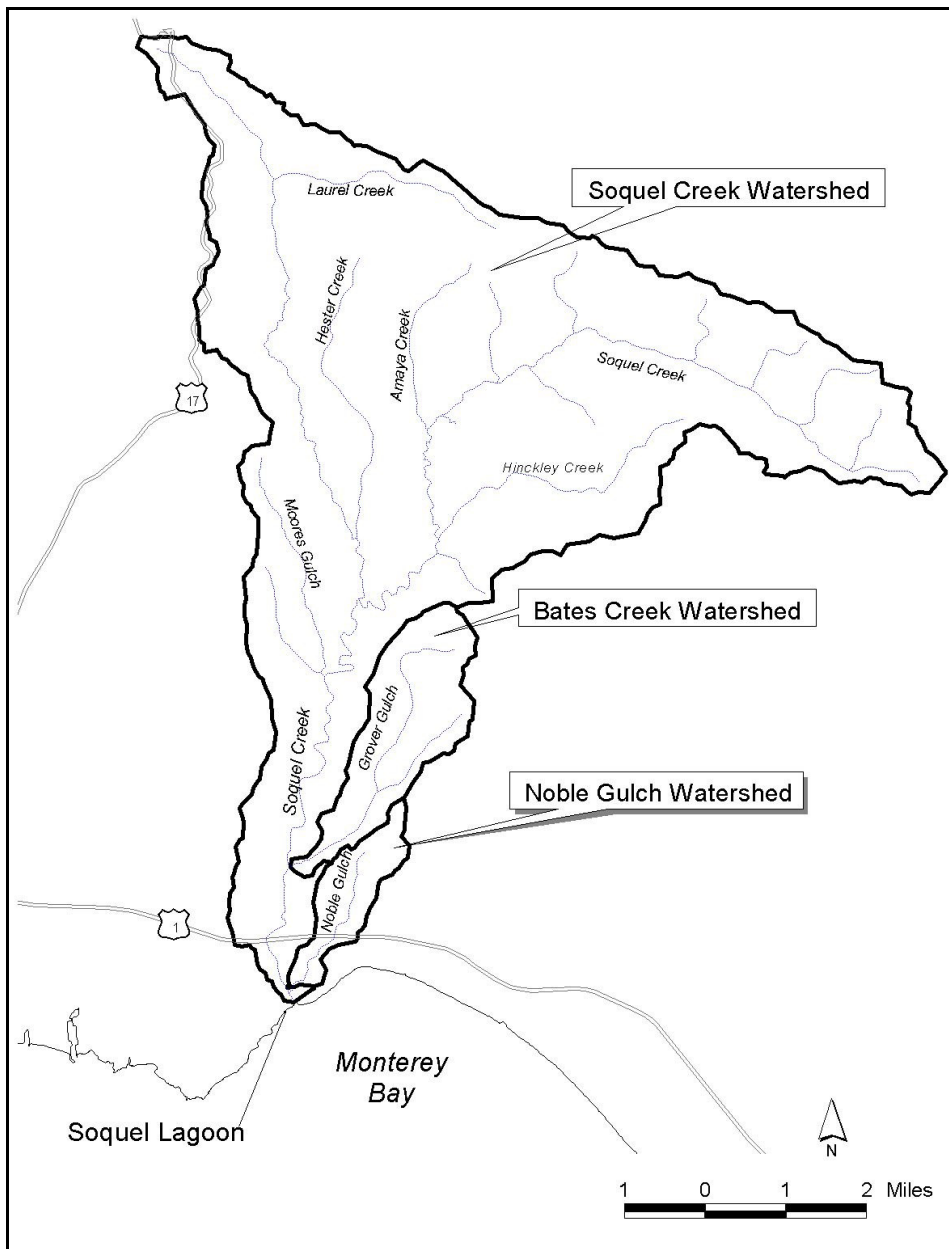 Laurel Creek
Soquel Creek Watershed
Hester Creek
Amaya Creek
Soquel Creek
17
Hinckley Creek
Moores Gulch
Bates Creek Watershed
Grover Gulch
Soquel Creek
Noble Gulch Watershed
Noble Gulch
1
Monterey
Bay
Soquel Lagoon
N
1 0 1 2 Miles